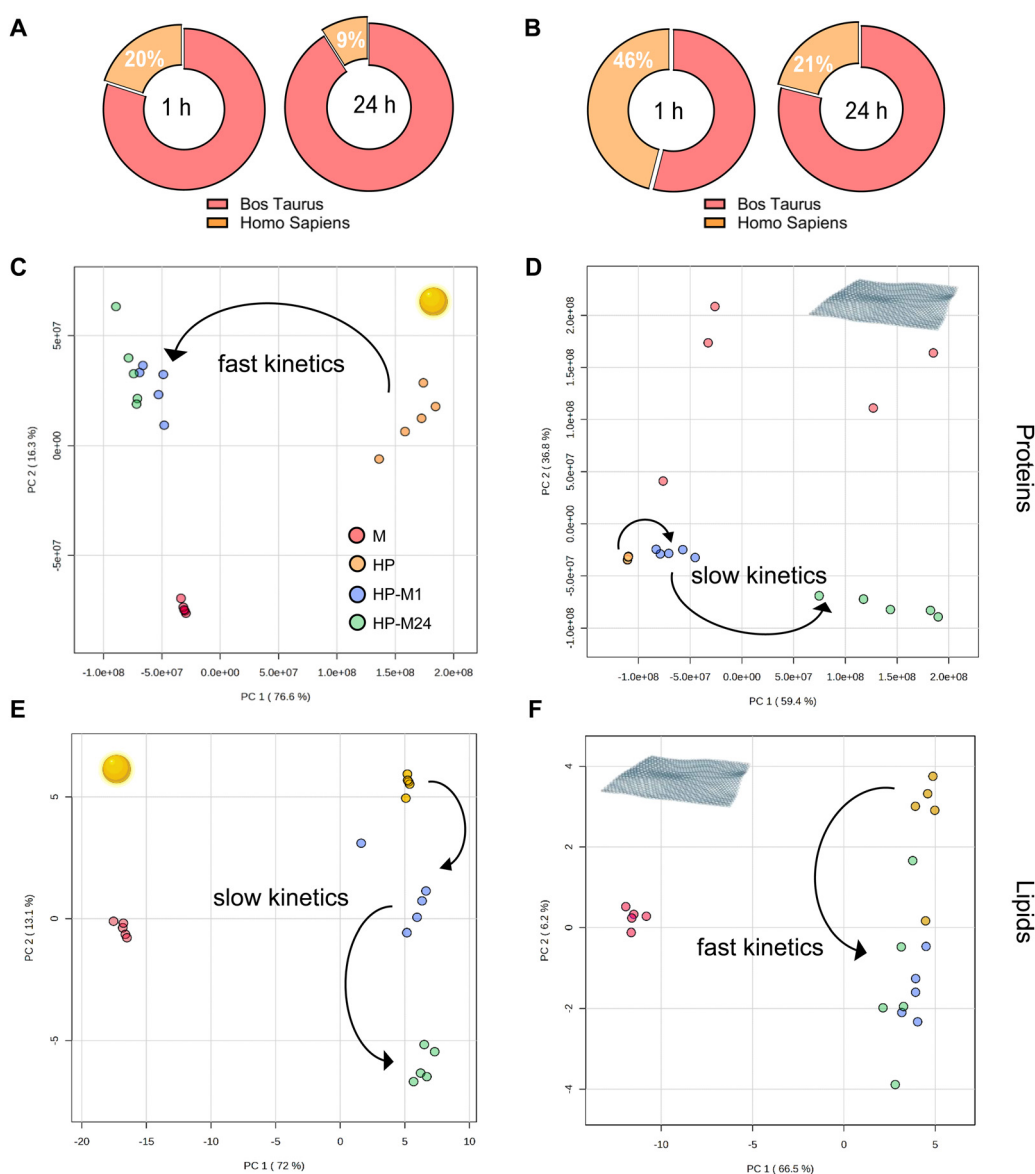 A
20%
1 h
9%
24 h
Bos Taurus
Homo Sapiens
B
46%
1 h
21%
24 h
Bos Taurus
Homo Sapiens
C
fast kinetics
M
HP
HP-M1
HP-M24
5e+07
0e+00
-5e+07
PC 2 ( 16.3 %)
-1.0e+08 -5.0e+07 0.0e+00 5.0e+07 1.0e+08 1.5e+08 2.0e+08
PC 1 ( 76.6 %)
D
slow kinetics
2.0e+08
1.5e+08
1.0e+08
5.0e+07
0.0e+00
-5.0e+07
-1.0e+08
PC 2 ( 36.8 %)
-1.0e+08 -5.0e+07 0.0e+00 5.0e+07 1.0e+08 1.5e+08 2.0e+08
PC 1 ( 59.4 %)
Proteins
E
slow kinetics
5
0
-5
PC 2 ( 13.1 %)
-20 -15 -10 -5 0 5 10
PC 1 ( 72 %)
F
fast kinetics
4
2
0
-2
-4
PC 2 ( 6.2 %)
-10 -5 0 5
PC 1 ( 66.5 %)
Lipids